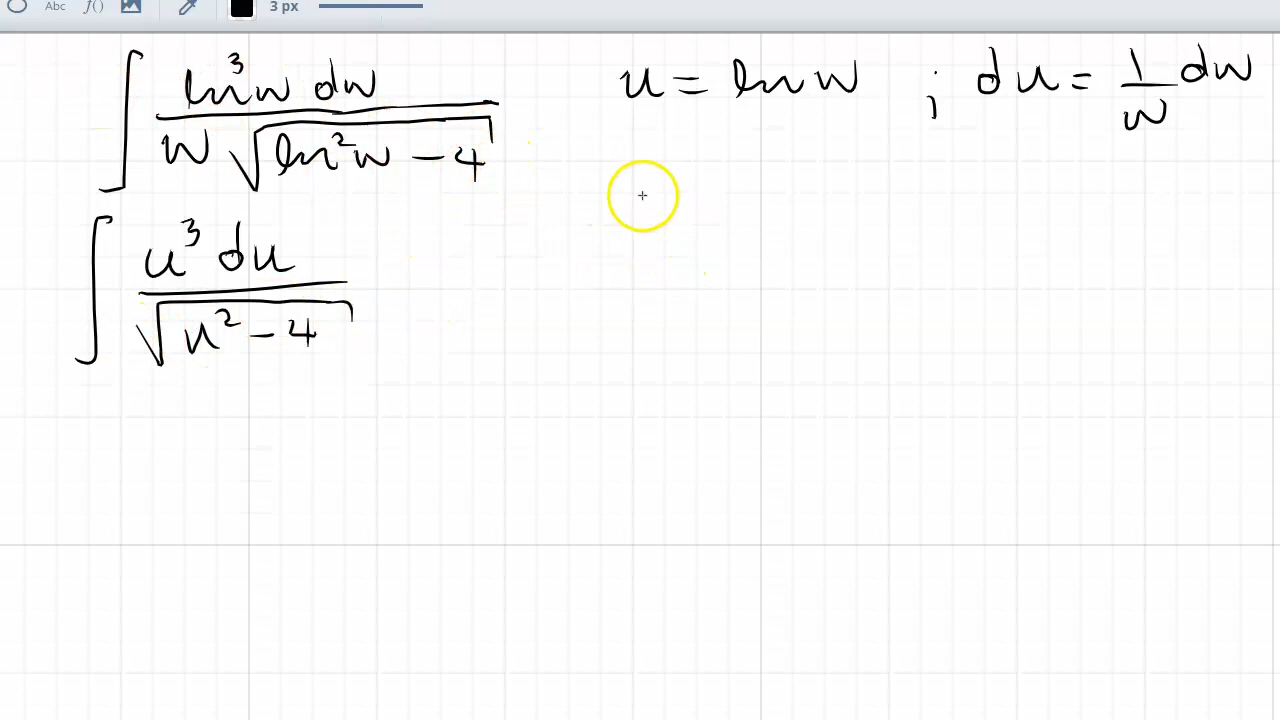 Abc f() 3 px
∫ ln³w dw / (w √(ln²w − 4)) u = ln w ; du = 1/w dw
∫ u³ du / √(u² − 4)